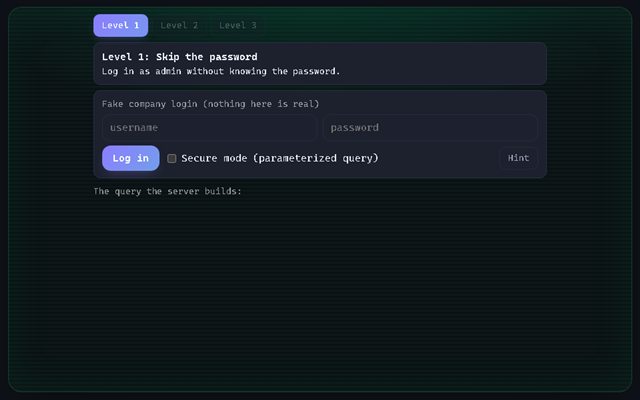 Level 1 Level 2 Level 3
Level 1: Skip the password
Log in as admin without knowing the password.
Fake company login (nothing here is real)
username password
Log in Secure mode (parameterized query) Hint
The query the server builds: